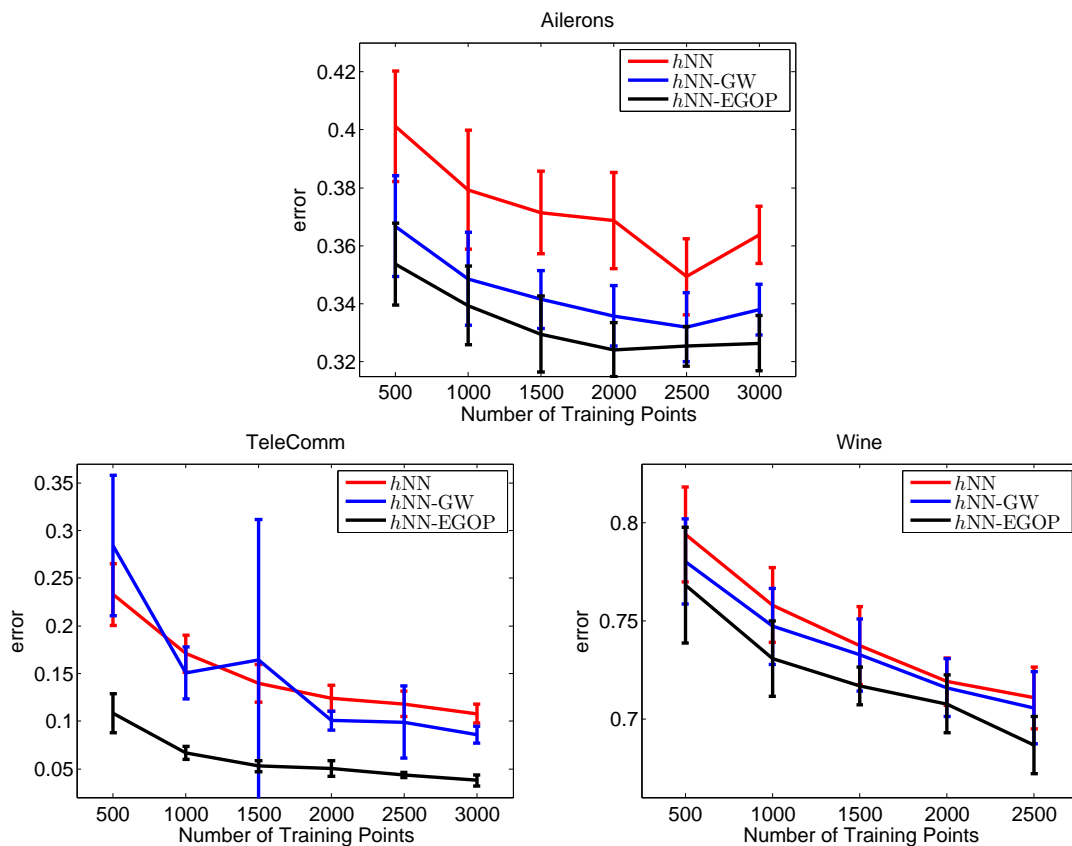 Ailerons
hNN
hNN-GW
hNN-EGOP
0.42
0.4
0.38
0.36
0.34
0.32
error
500 1000 1500 2000 2500 3000
Number of Training Points
TeleComm
hNN
hNN-GW
hNN-EGOP
0.35
0.3
0.25
0.2
0.15
0.1
0.05
error
500 1000 1500 2000 2500 3000
Number of Training Points
Wine
hNN
hNN-GW
hNN-EGOP
0.8
0.75
0.7
error
500 1000 1500 2000 2500
Number of Training Points